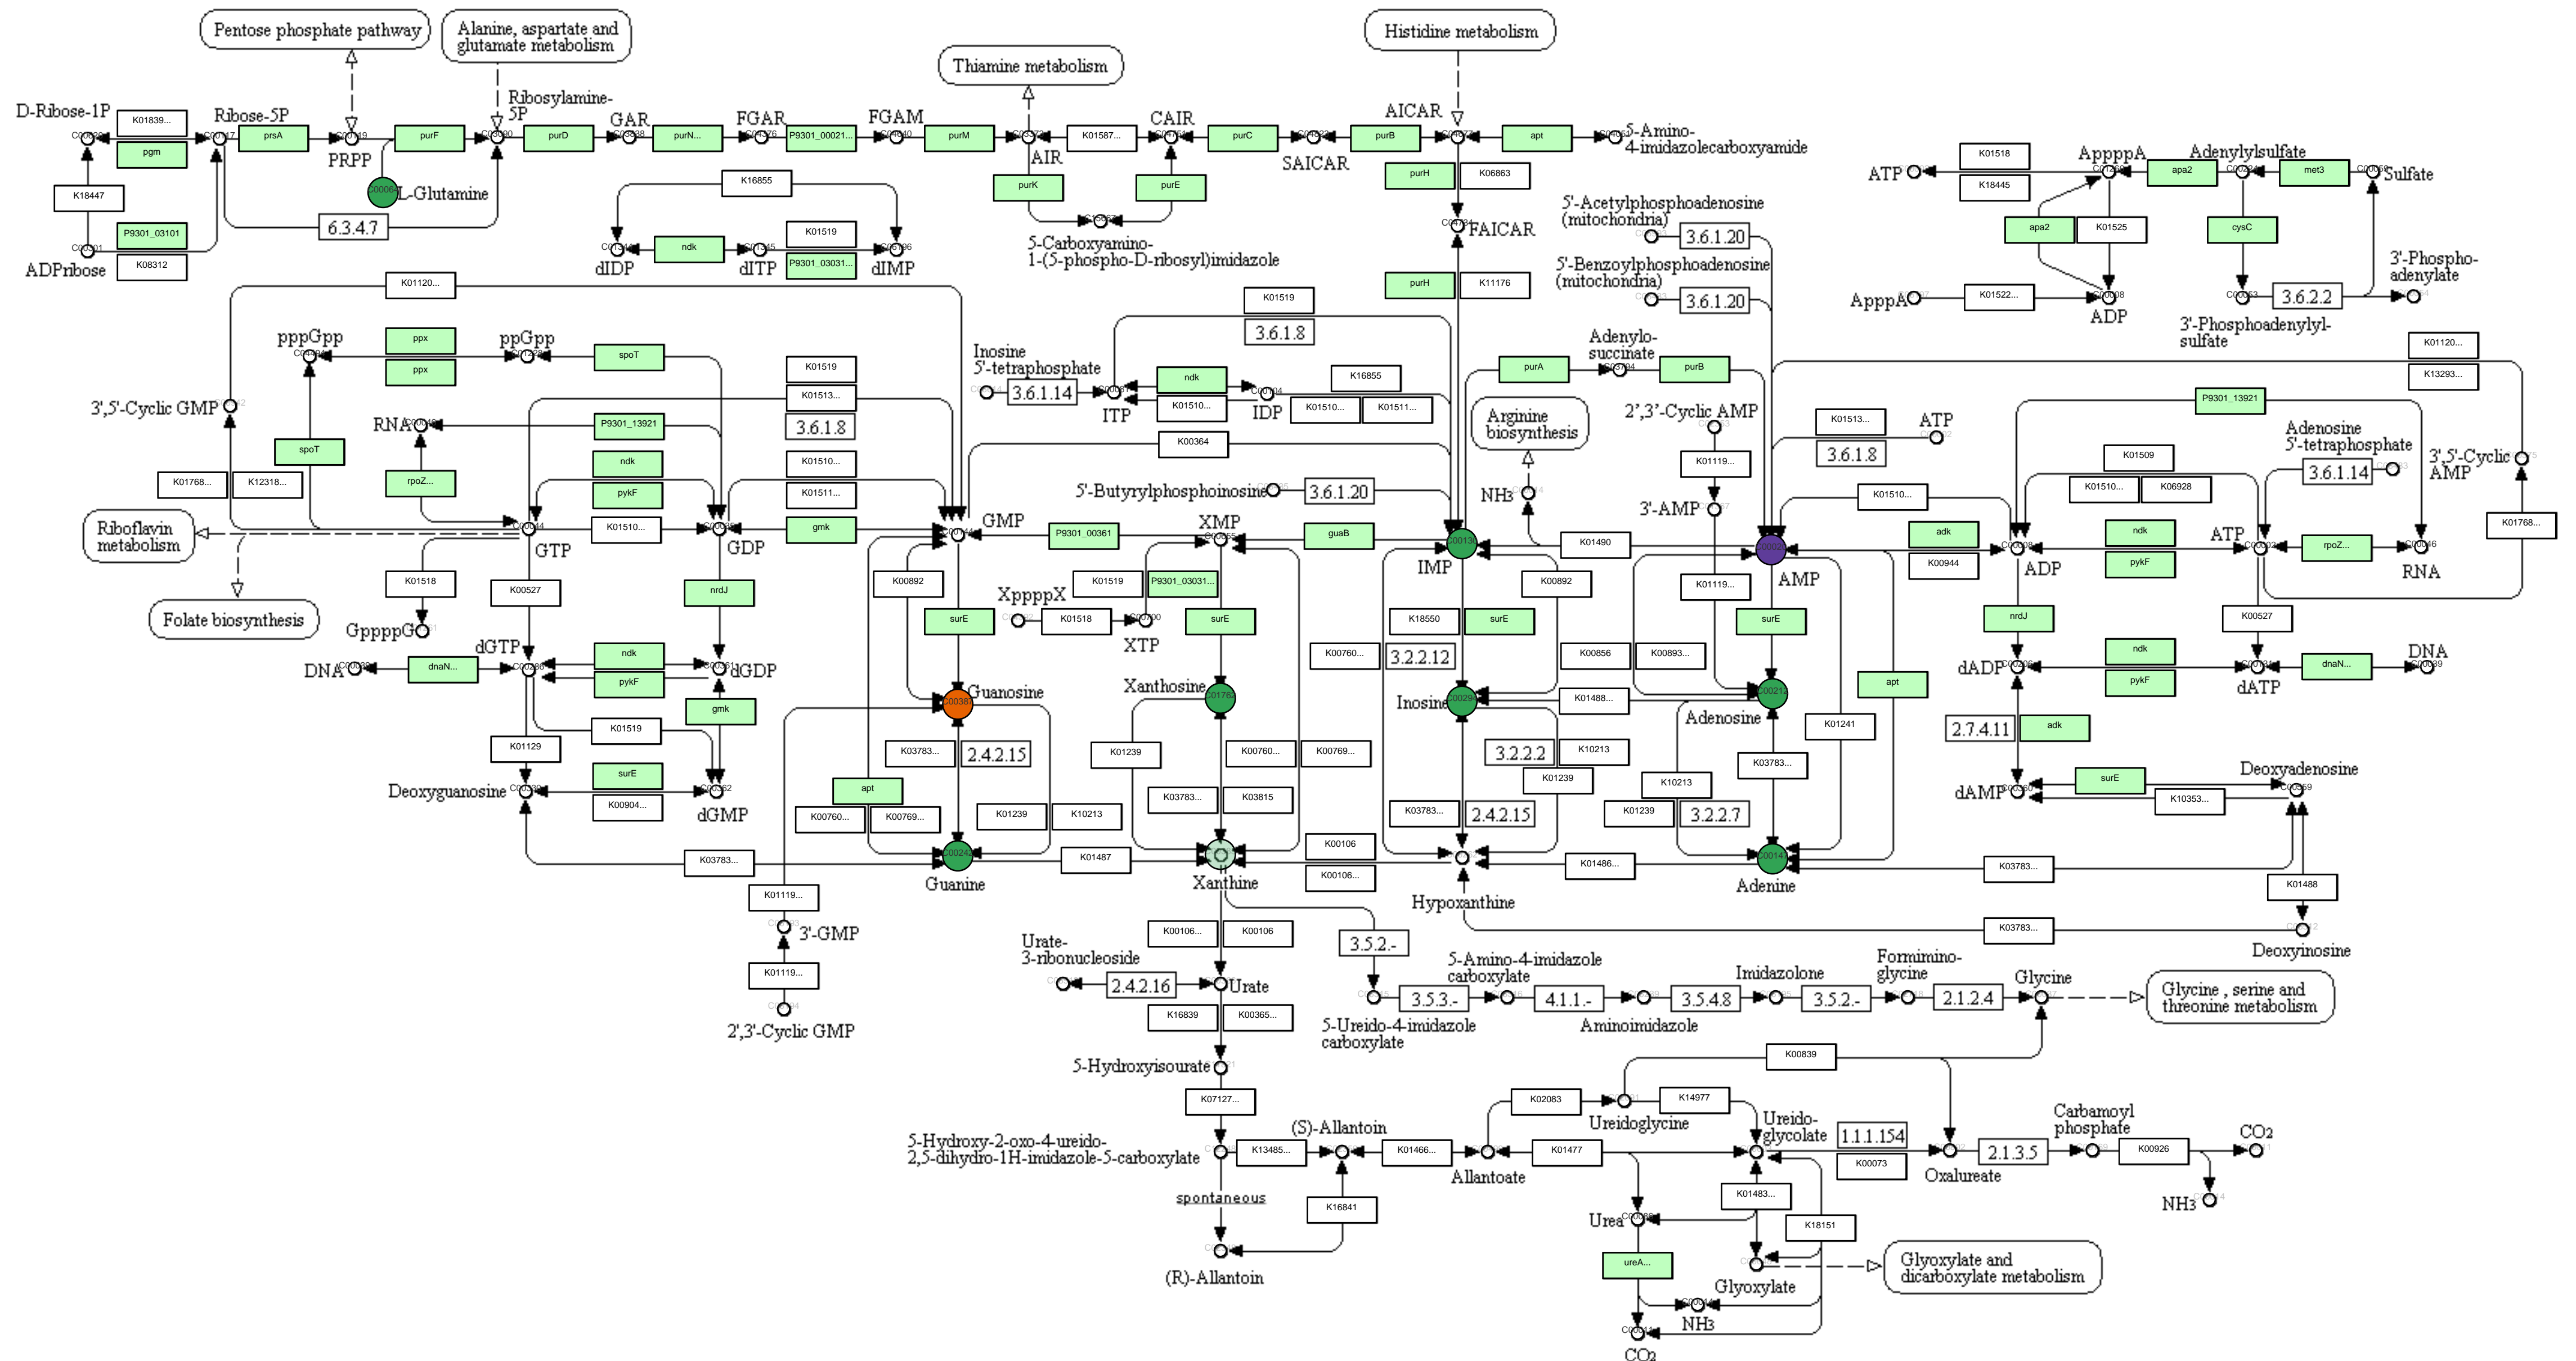 Pentose phosphate pathway
Alanine, aspartate and
glutamate metabolism
Histidine metabolism
Thiamine metabolism
D-Ribose-1P
K01839...
Ribose-5P
prsA
PRPP
purF
Ribosylamine-
5P
purD
GAR
purN...
FGAR
P9301_00021...
FGAM
purM
AIR
K01587...
CAIR
purC
SAICAR
purB
AICAR
apt
5-Amino-
4-imidazolecarboxyamide
pgm
K18447
P9301_03101
K08312
ADPribose
L-Glutamine
6.3.4.7
K16855
ndk
K01519
P9301_03031...
dIDP
dITP
dIMP
purK
purE
5-Carboxyamino-
1-(5-phospho-D-ribosyl)imidazole
purH
K06863
FAICAR
purH
K11176
5'-Acetylphosphoadenosine
(mitochondria)
3.6.1.20
5'-Benzoylphosphoadenosine
(mitochondria)
3.6.1.20
ATP
K01518
K18445
AppppA
apa2
Adenylylsulfate
met3
Sulfate
apa2
K01525
cysC
ApppA
K01522...
ADP
3.6.2.2
3'-Phospho-
adenylate
3'-Phosphoadenylyl-
sulfate
K01120...
pppGpp
ppx
ppx
ppGpp
spoT
K01519
K01513...
3.6.1.8
3',5'-Cyclic GMP
RNA
P9301_13921
spoT
rpoZ...
ndk
pykF
K01510...
K01511...
K01768...
K12318...
Riboflavin
metabolism
GTP
K01510...
GDP
gmk
GMP
Folate biosynthesis
K01518
GppppG
K00527
nrdJ
dGTP
DNA
dnaN...
ndk
pykF
dGDP
gmk
K01519
K01129
surE
K00904...
Deoxyguanosine
dGMP
K01519
3.6.1.8
Inosine
5'-tetraphosphate
3.6.1.14
ITP
ndk
K01510...
IDP
K16855
K01510...
K01511...
K00364
5'-Butyrylphosphoinosine
3.6.1.20
P9301_00361
XMP
guaB
IMP
K00892
surE
XppppX
K01518
K01519
P9301_03031...
XTP
surE
Guanosine
C00387
Xanthosine
C01762
K03783...
2.4.2.15
apt
K00760...
K00769...
K01239
K10213
Guanine
K01487
K01239
K00760...
K00769...
K03783...
K03815
Xanthine
K03783...
purA
Adenylo-
succinate
purB
Arginine
biosynthesis
NH3
2',3'-Cyclic AMP
K01119...
3'-AMP
K01490
AMP
K01513...
3.6.1.8
ATP
K01510...
adk
K00944
ADP
K01120...
K13293...
P9301_13921
Adenosine
5'-tetraphosphate
3.6.1.14
3',5'-Cyclic
AMP
K01768...
K01509
K01510...
K06928
ndk
pykF
ATP
rpoZ...
RNA
nrdJ
K00527
dADP
ndk
pykF
dATP
dnaN...
DNA
2.7.4.11
adk
dAMP
surE
K10353...
Deoxyadenosine
K00892
K18550
surE
K00760...
3.2.2.12
K00856
K00893...
K01119...
surE
apt
Inosine
K01488...
Adenosine
C00212
K01241
3.2.2.2
K10213
K01239
K03783...
2.4.2.15
K10213
K01239
3.2.2.7
K03783...
K00106
K00106...
Hypoxanthine
K01486...
Adenine
K03783...
K01488
K03783...
Deoxyinosine
K01119...
3'-GMP
K01119...
2',3'-Cyclic GMP
K00106...
K00106
Urate-
3-ribonucleoside
2.4.2.16
Urate
K16839
K00365...
5-Hydroxyisourate
K07127...
3.5.2.-
5-Ureido-4-imidazole
carboxylate
3.5.3.-
5-Amino-4-imidazole
carboxylate
4.1.1.-
Aminoimidazole
3.5.4.8
Imidazolone
3.5.2.-
Formimino-
glycine
2.1.2.4
Glycine
Glycine , serine and
threonine metabolism
K00839
5-Hydroxy-2-oxo-4-ureido-
2,5-dihydro-1H-imidazole-5-carboxylate
K13485...
(S)-Allantoin
K01466...
Allantoate
K02083
Ureidoglycine
K14977
K01477
Ureido-
glycolate
1.1.1.154
K00073
Oxalureate
2.1.3.5
Carbamoyl
phosphate
K00926
CO2
NH3
spontaneous
K16841
(R)-Allantoin
Urea
K01483...
K18151
ureA...
Glyoxylate
Glyoxylate and
dicarboxylate metabolism
NH3
CO2